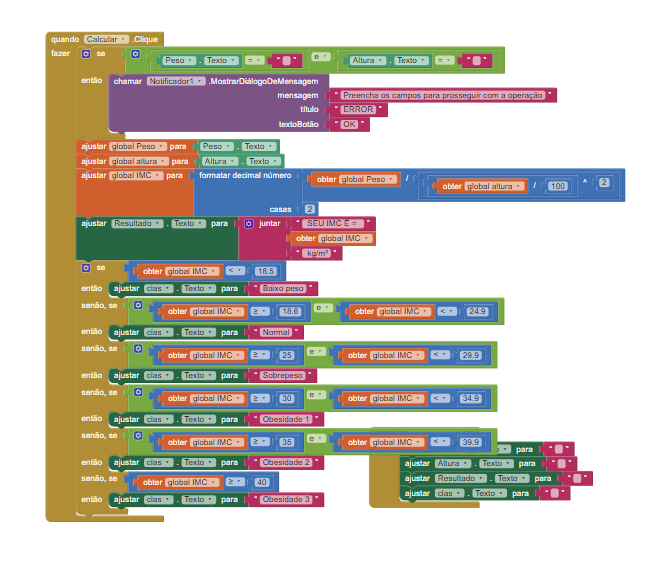 quando Calcular .Clique
fazer se Peso . Texto = " " e Altura . Texto = " "
então chamar Notificador1 .MostrarDiálogoDeMensagem
mensagem " Preencha os campos para prosseguir com a operação "
título " ERROR "
textoBotão " OK "
ajustar global Peso para Peso . Texto
ajustar global altura para Altura . Texto
ajustar global IMC para formatar decimal número obter global Peso / obter global altura / 100 ^ 2
casas 2
ajustar Resultado . Texto para juntar " SEU IMC É = "
obter global IMC
" kg/m² "
se obter global IMC < 18.5
então ajustar clas . Texto para " Baixo peso "
senão, se obter global IMC ≥ 18.6 e obter global IMC < 24.9
então ajustar clas . Texto para " Normal "
senão, se obter global IMC ≥ 25 e obter global IMC < 29.9
então ajustar clas . Texto para " Sobrepeso "
senão, se obter global IMC ≥ 30 e obter global IMC < 34.9
então ajustar clas . Texto para " Obesidade 1 "
senão, se obter global IMC ≥ 35 e obter global IMC < 39.9
então ajustar clas . Texto para " Obesidade 2 "
senão, se obter global IMC ≥ 40
então ajustar clas . Texto para " Obesidade 3 "
para " "
ajustar Altura . Texto para " "
ajustar Resultado . Texto para " "
ajustar clas . Texto para " "